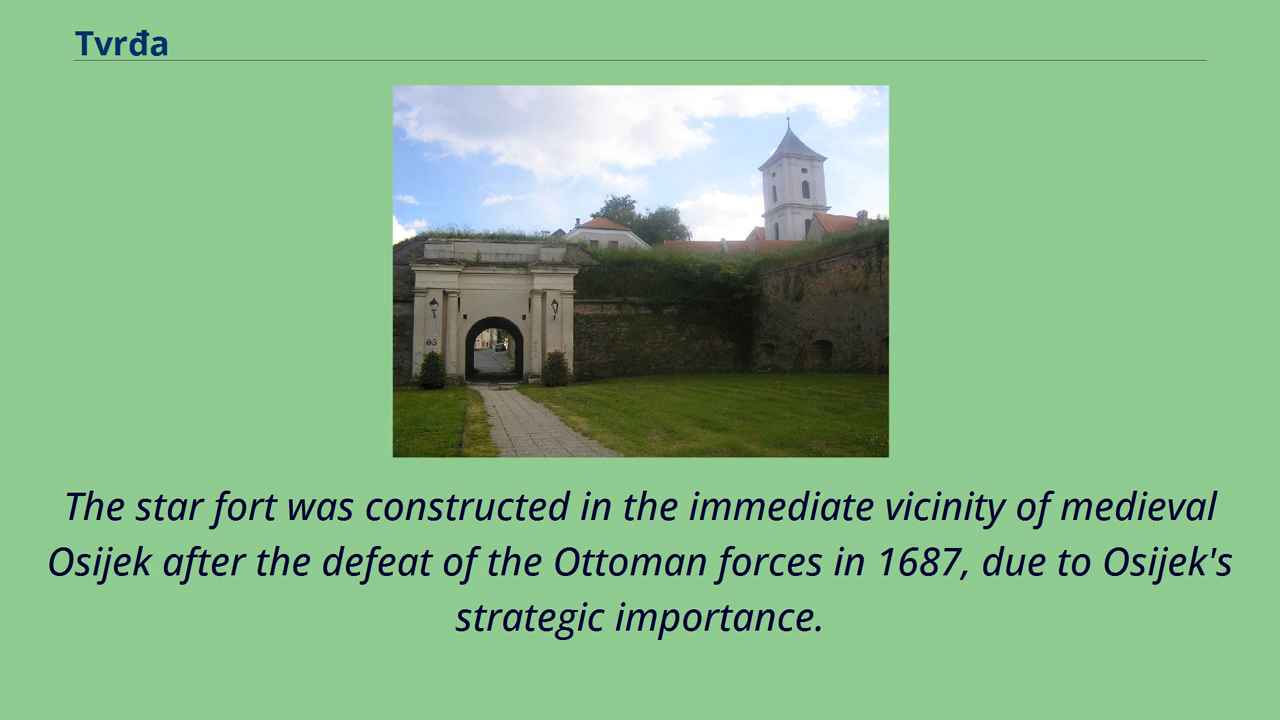 Tvrđa
The star fort was constructed in the immediate vicinity of medieval
Osijek after the defeat of the Ottoman forces in 1687, due to Osijek's
strategic importance.